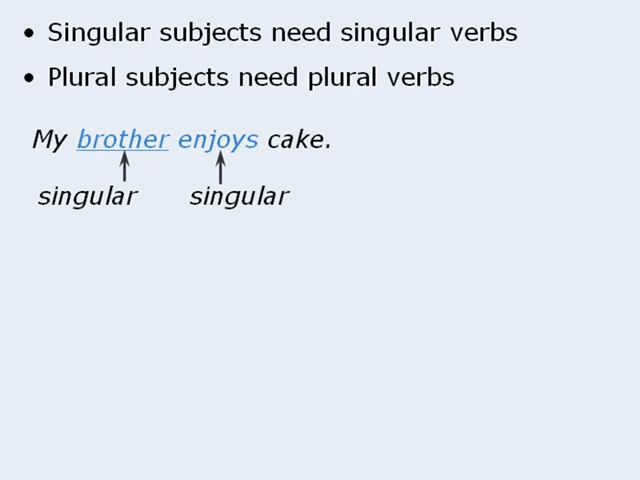 • Singular subjects need singular verbs
• Plural subjects need plural verbs
My brother enjoys cake.
singular singular